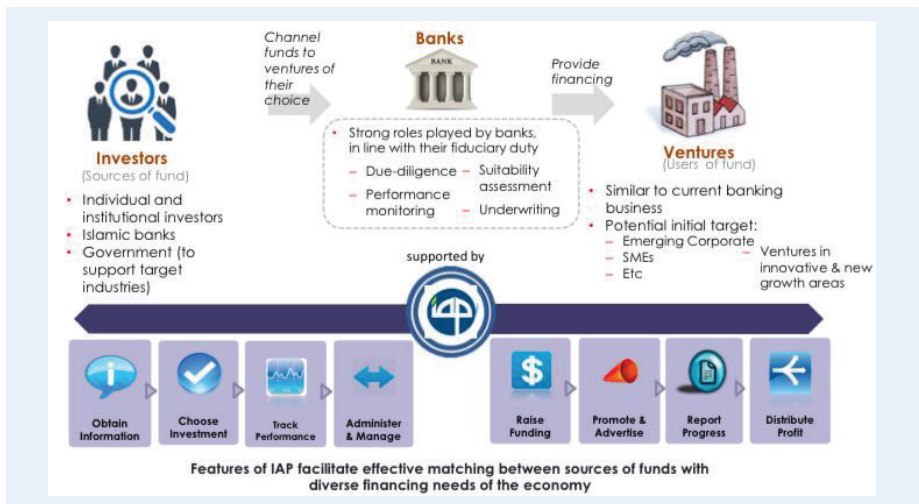 Channel
funds to
ventures of
their
choice
Banks
BANK
Provide
financing
Investors
(Sources of fund)
• Individual and
institutional investors
• Islamic banks
• Government (to
support target
industries)
• Strong roles played by banks,
in line with their fiduciary duty
– Due-diligence
– Performance
monitoring
– Suitability
assessment
– Underwriting
Ventures
(Users of fund)
• Similar to current banking
business
• Potential initial target:
– Emerging Corporate
– SMEs
– Etc
– Ventures in
innovative & new
growth areas
supported by
iap
Obtain
Information
Choose
Investment
Track
Performance
Administer
& Manage
$
Raise
Funding
Promote &
Advertise
Report
Progress
Distribute
Profit
Features of IAP facilitate effective matching between sources of funds with
diverse financing needs of the economy